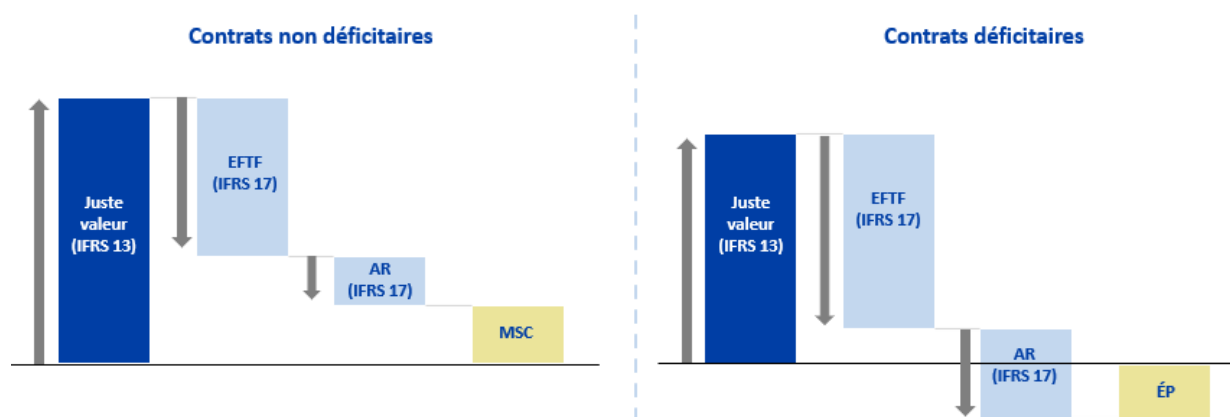 Contrats non déficitaires
Juste
valeur
(IFRS 13)
EFTF
(IFRS 17)
AR
(IFRS 17)
MSC
Contrats déficitaires
Juste
valeur
(IFRS 13)
EFTF
(IFRS 17)
AR
(IFRS 17)
ÉP